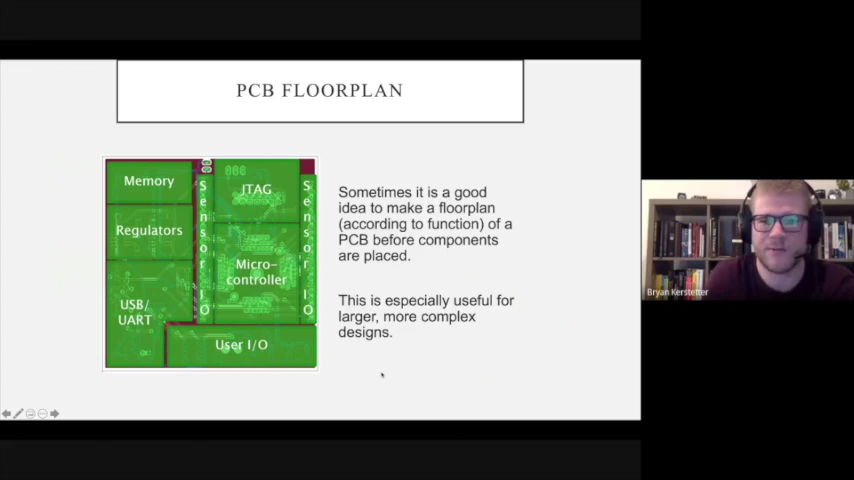 PCB FLOORPLAN
Memory
Regulators
USB/
UART
Sensor I/O
JTAG
Micro-
controller
Sensor I/O
User I/O
Sometimes it is a good
idea to make a floorplan
(according to function) of a
PCB before components
are placed.
This is especially useful for
larger, more complex
designs.
Bryan Kerstetter